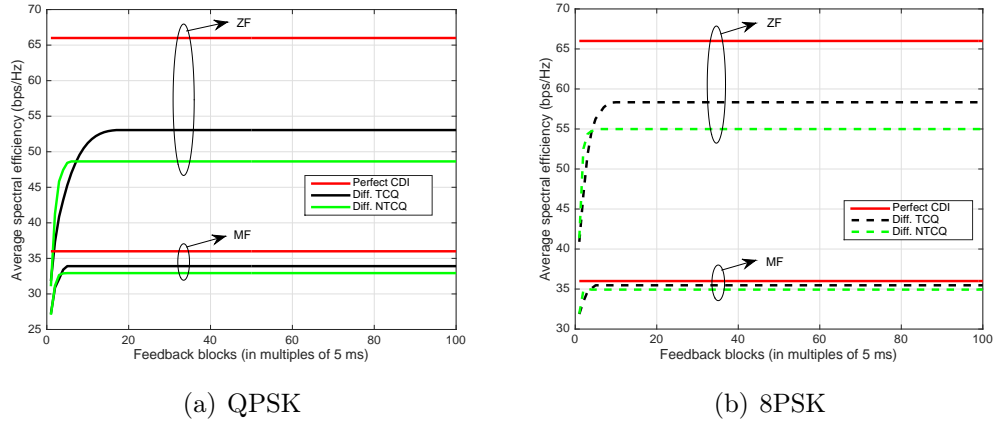 ZF
MF
Perfect CDI
Diff. TCQ
Diff. NTCQ
Average spectral efficiency (bps/Hz)
70
65
60
55
50
45
40
35
30
25
0 20 40 60 80 100
Feedback blocks (in multiples of 5 ms)
(a) QPSK
ZF
MF
Perfect CDI
Diff. TCQ
Diff. NTCQ
Average spectral efficiency (bps/Hz)
70
65
60
55
50
45
40
35
30
20 40 60 80 100
Feedback blocks (in multiples of 5 ms)
(b) 8PSK